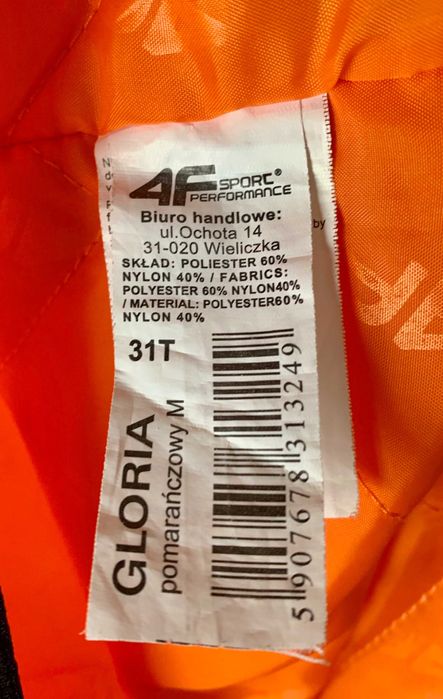 4F SPORT®
PERFORMANCE
Biuro handlowe:
ul.Ochota 14
31-020 Wieliczka
SKŁAD: POLIESTER 60%
NYLON 40% / FABRICS:
POLYESTER 60% NYLON40%
/ MATERIAL: POLYESTER60%
NYLON 40%
31T
GLORIA
pomarańczowy M
5 907678 313249
by